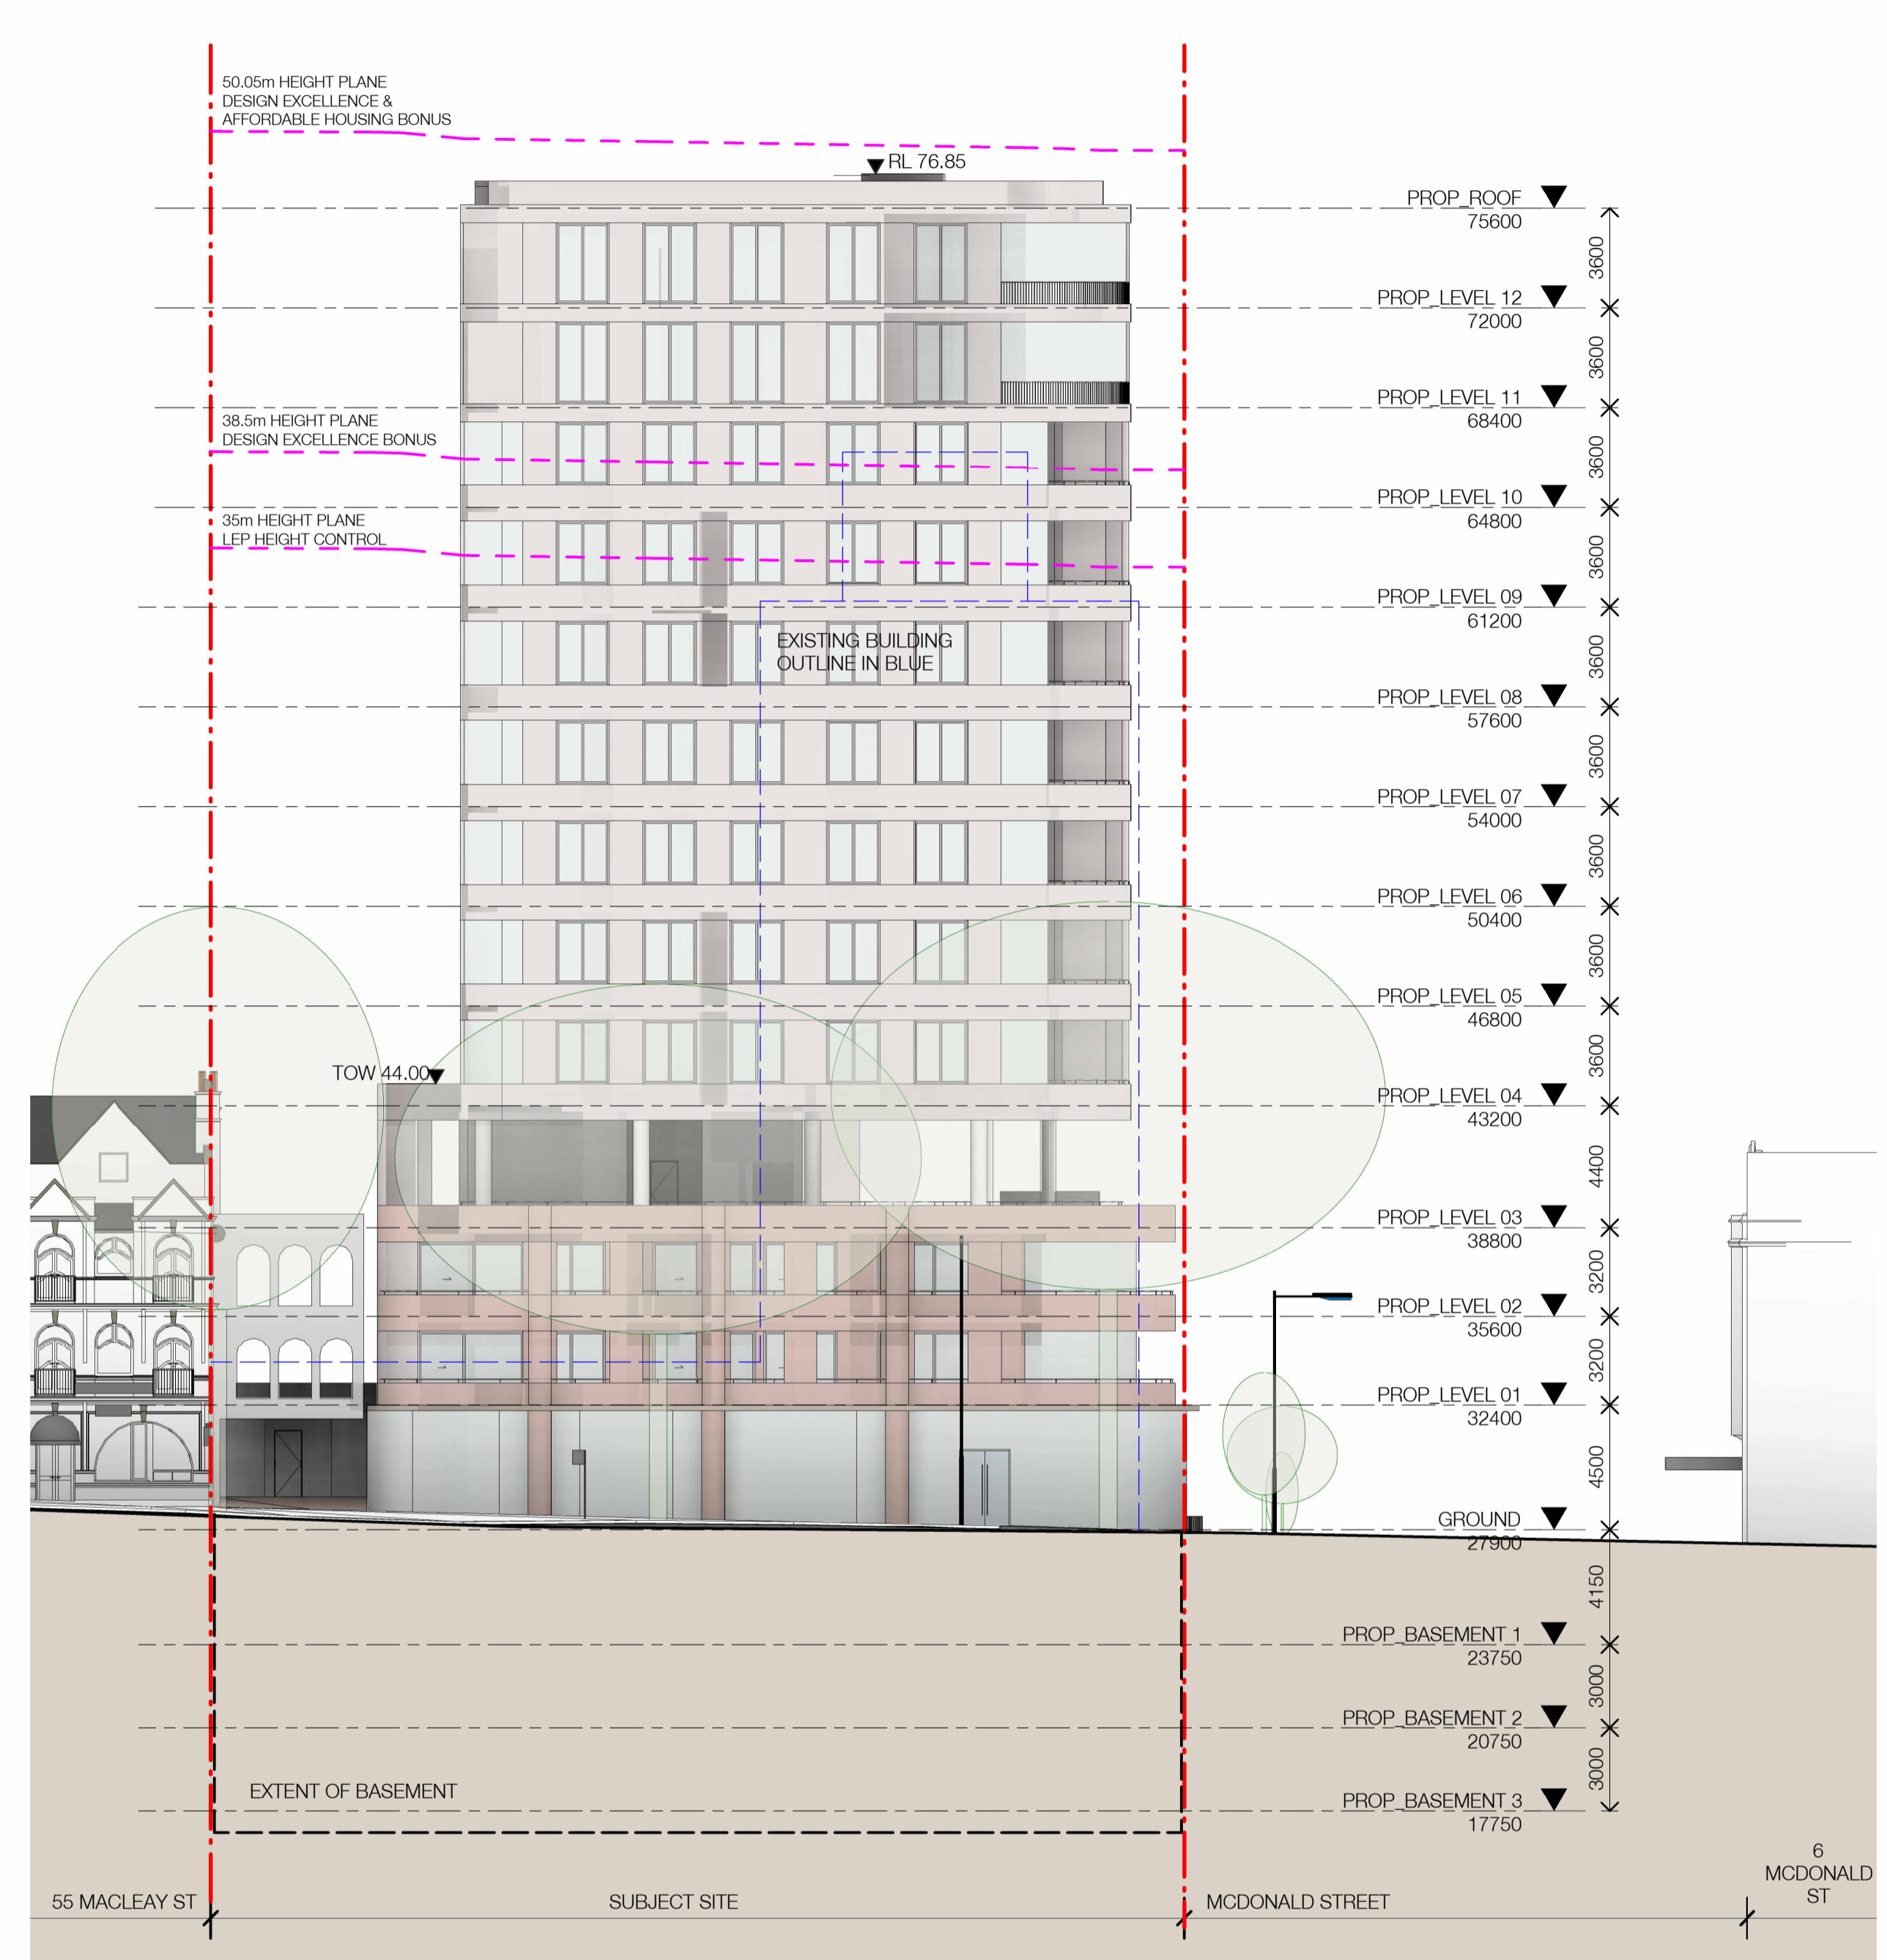 50.05m HEIGHT PLANE
DESIGN EXCELLENCE &
AFFORDABLE HOUSING BONUS
RL 76.85
PROP_ROOF
75600
3600
PROP_LEVEL 12
72000
3600
PROP_LEVEL 11
68400
38.5m HEIGHT PLANE
DESIGN EXCELLENCE BONUS
3600
PROP_LEVEL 10
64800
35m HEIGHT PLANE
LEP HEIGHT CONTROL
3600
PROP_LEVEL 09
61200
EXISTING BUILDING
OUTLINE IN BLUE
3600
PROP_LEVEL 08
57600
3600
PROP_LEVEL 07
54000
3600
PROP_LEVEL 06
50400
3600
PROP_LEVEL 05
46800
3600
TOW 44.00
PROP_LEVEL 04
43200
4400
PROP_LEVEL 03
38800
3200
PROP_LEVEL 02
35600
3200
PROP_LEVEL 01
32400
4500
GROUND
27900
4150
PROP_BASEMENT 1
23750
3000
PROP_BASEMENT 2
20750
3000
EXTENT OF BASEMENT
PROP_BASEMENT 3
17750
55 MACLEAY ST
SUBJECT SITE
MCDONALD STREET
6
MCDONALD
ST